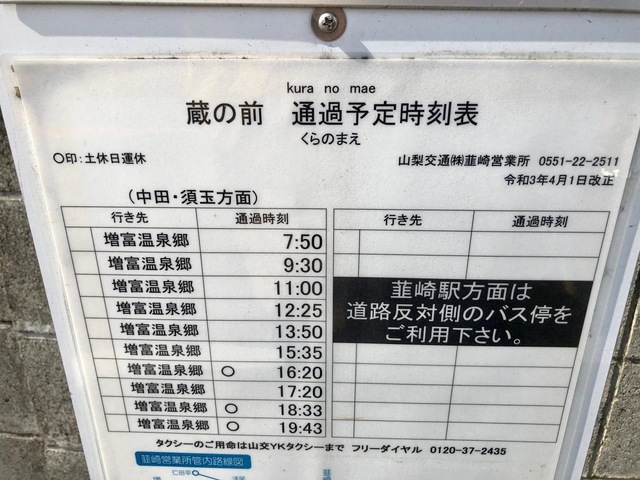 kura no mae
蔵の前 通過予定時刻表
くらのまえ
○印:土休日運休
山梨交通㈱韮崎営業所 0551-22-2511
令和3年4月1日改正
(中田・須玉方面)
行き先 通過時刻 行き先 通過時刻
増富温泉郷 7:50
増富温泉郷 9:30
増富温泉郷 11:00
増富温泉郷 12:25
増富温泉郷 13:50
増富温泉郷 15:35
増富温泉郷 ○ 16:20
増富温泉郷 17:20
増富温泉郷 ○ 18:33
増富温泉郷 ○ 19:43
韮崎駅方面は
道路反対側のバス停を
ご利用下さい。
タクシーのご用命は山交YKタクシーまで フリーダイヤル 0120-37-2435
韮崎営業所管内路線図
仁田平